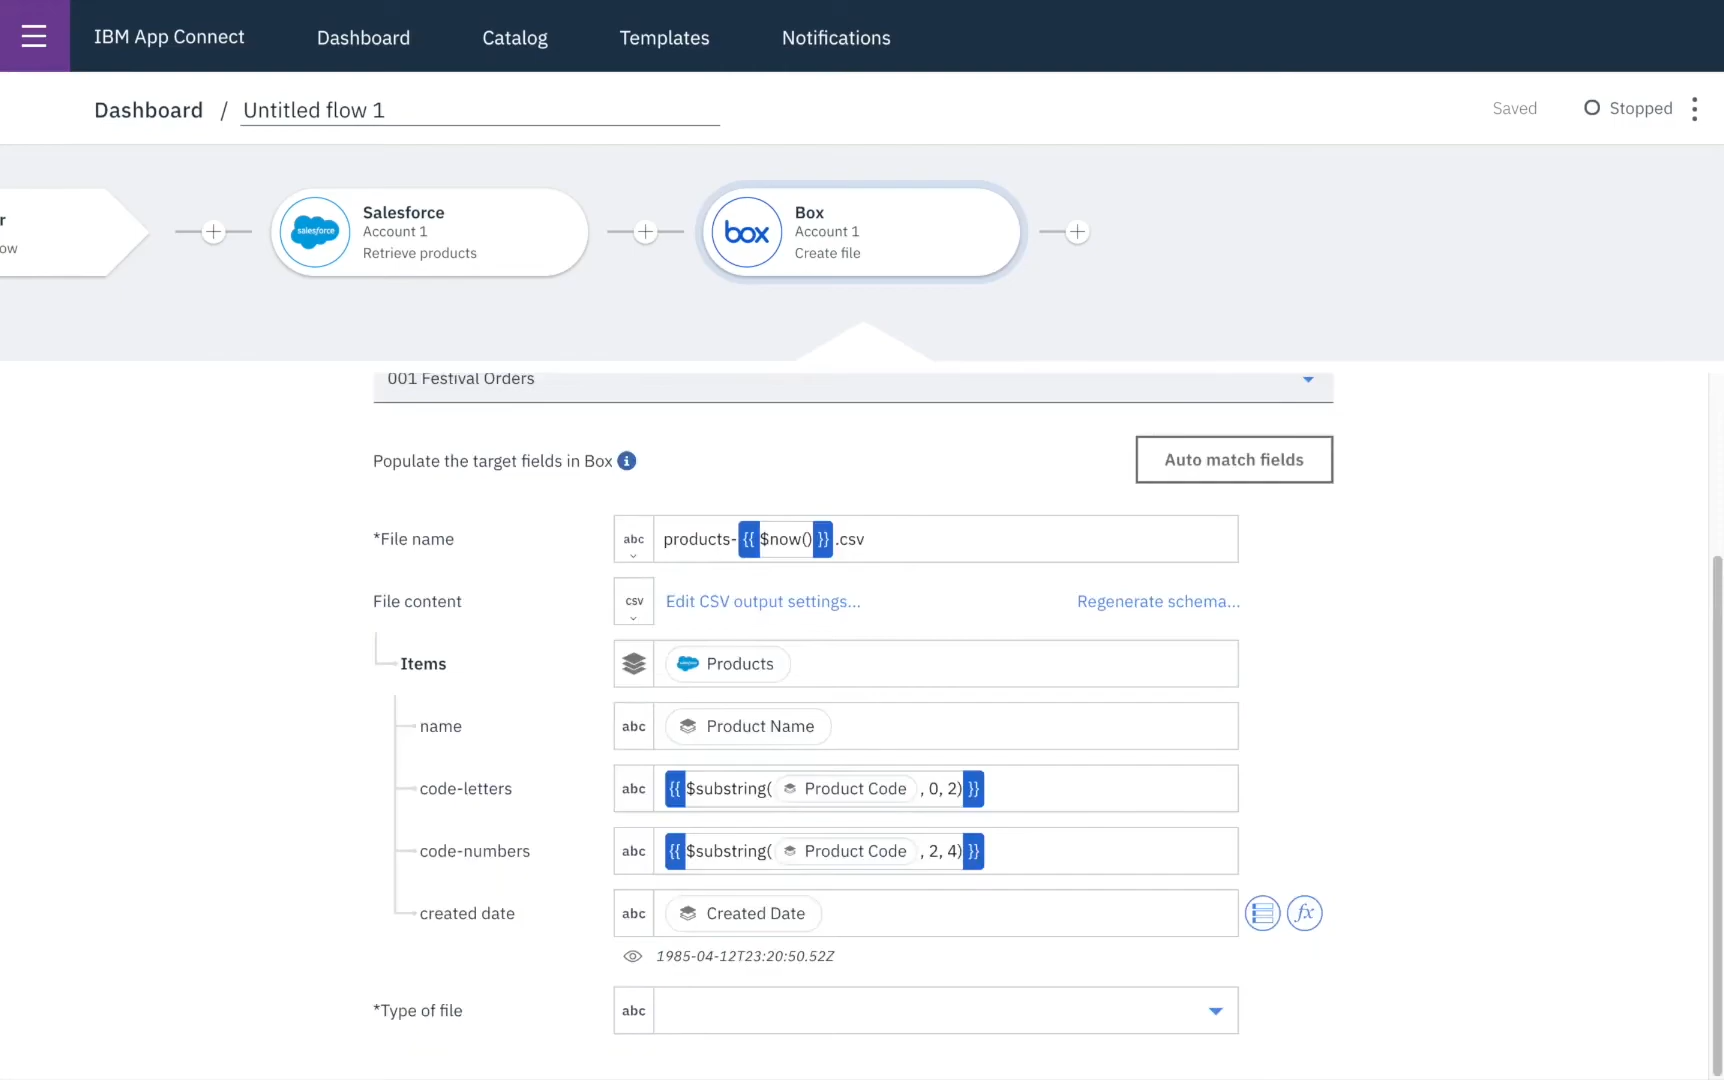 IBM App Connect Dashboard Catalog Templates Notifications
Dashboard / Untitled flow 1 Saved Stopped
r
ow
salesforce
Salesforce
Account 1
Retrieve products
box
Box
Account 1
Create file
001 Festival Orders
Populate the target fields in Box i Auto match fields
*File name abc products-{{$now()}}.csv
File content csv Edit CSV output settings... Regenerate schema...
Items Products
name abc Product Name
code-letters abc {{$substring( Product Code , 0, 2)}}
code-numbers abc {{$substring( Product Code , 2, 4)}}
created date abc Created Date fx
1985-04-12T23:20:50.52Z
*Type of file abc